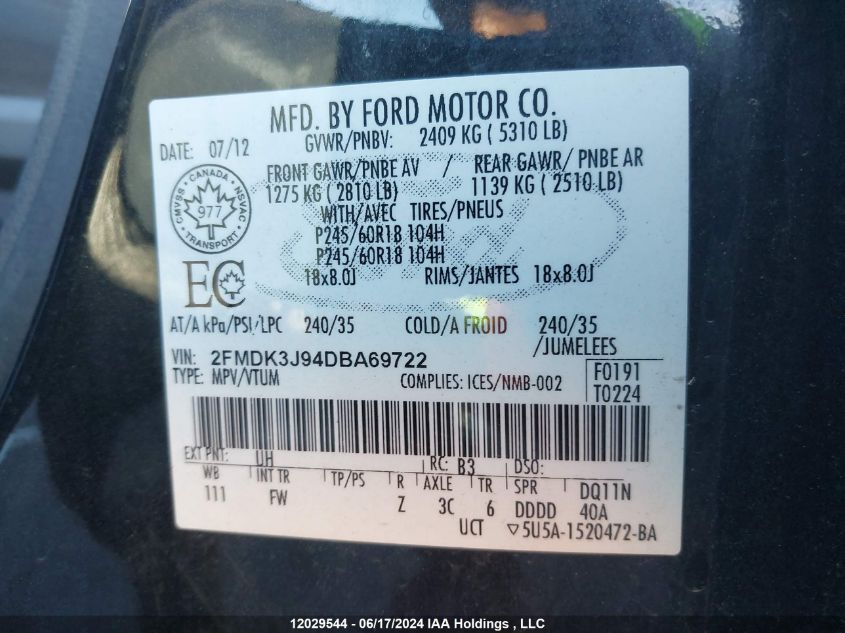 MFD. BY FORD MOTOR CO.
DATE: 07/12 GVWR/PNBV: 2409 KG ( 5310 LB)
FRONT GAWR/PNBE AV / REAR GAWR/ PNBE AR
1275 KG ( 2810 LB) 1139 KG ( 2510 LB)
WITH/AVEC TIRES/PNEUS
P245/60R18 104H
P245/60R18 104H
18x8.0J RIMS/JANTES 18x8.0J
CANADA
CMVSS NSVAC
977
TRANSPORT
EC
AT/A kPa/PSI/LPC 240/35 COLD/A FROID 240/35
/JUMELEES
VIN: 2FMDK3J94DBA69722
TYPE: MPV/VTUM COMPLIES: ICES/NMB-002
F0191
T0224
EXT PNT: UH RC: B3 DSO:
WB INT TR TP/PS R AXLE TR SPR DQ11N
111 FW Z 3C 6 DDDD 40A
UCT ▽5U5A-1520472-BA
12029544 - 06/17/2024 IAA Holdings , LLC